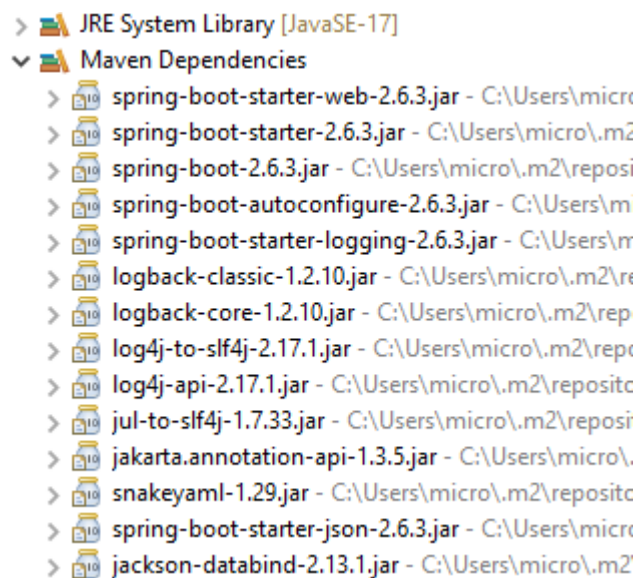 JRE System Library [JavaSE-17]
Maven Dependencies
spring-boot-starter-web-2.6.3.jar - C:\Users\micro
spring-boot-starter-2.6.3.jar - C:\Users\micro\.m2
spring-boot-2.6.3.jar - C:\Users\micro\.m2\reposi
spring-boot-autoconfigure-2.6.3.jar - C:\Users\m
spring-boot-starter-logging-2.6.3.jar - C:\Users\m
logback-classic-1.2.10.jar - C:\Users\micro\.m2\re
logback-core-1.2.10.jar - C:\Users\micro\.m2\rep
log4j-to-slf4j-2.17.1.jar - C:\Users\micro\.m2\repo
log4j-api-2.17.1.jar - C:\Users\micro\.m2\reposito
jul-to-slf4j-1.7.33.jar - C:\Users\micro\.m2\reposit
jakarta.annotation-api-1.3.5.jar - C:\Users\micro\.
snakeyaml-1.29.jar - C:\Users\micro\.m2\reposito
spring-boot-starter-json-2.6.3.jar - C:\Users\micro
jackson-databind-2.13.1.jar - C:\Users\micro\.m2\